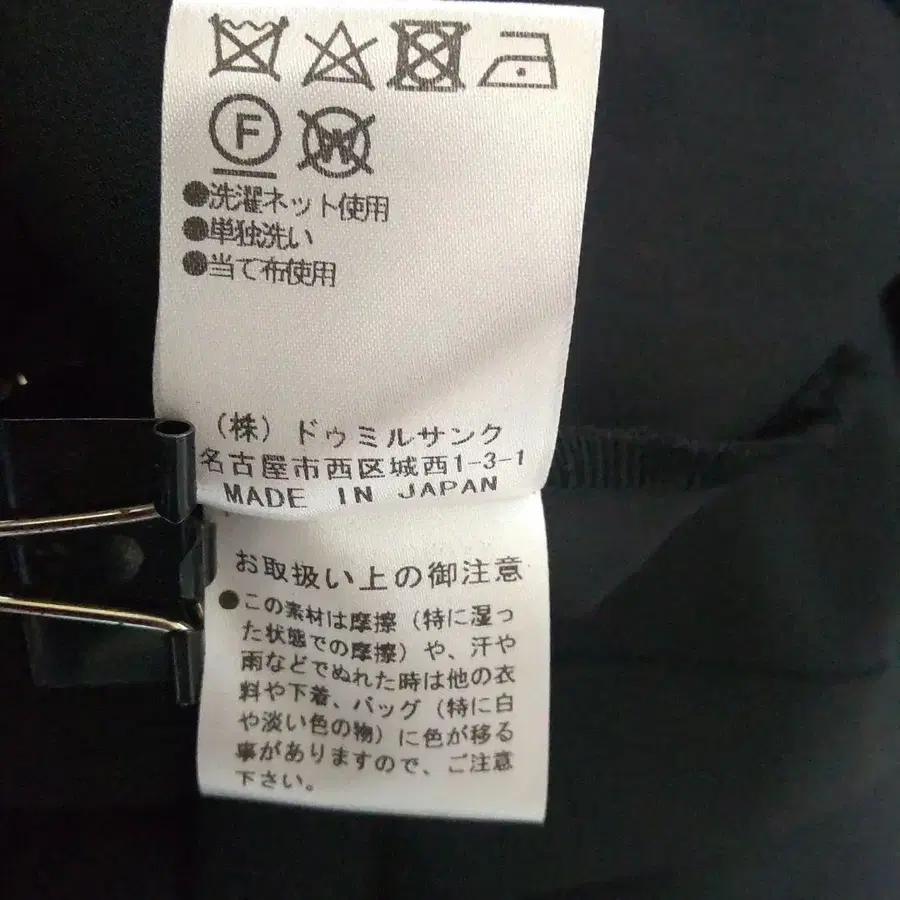 F W
●洗濯ネット使用
●単独洗い
●当て布使用
(株) ドゥミルサンク
名古屋市西区城西1-3-1
MADE IN JAPAN
お取扱い上の御注意
●この素材は摩擦(特に湿っ
た状態での摩擦)や、汗や
雨などでぬれた時は他の衣
料や下着、バッグ(特に白
や淡い色の物)に色が移る
事がありますので、ご注意
下さい。